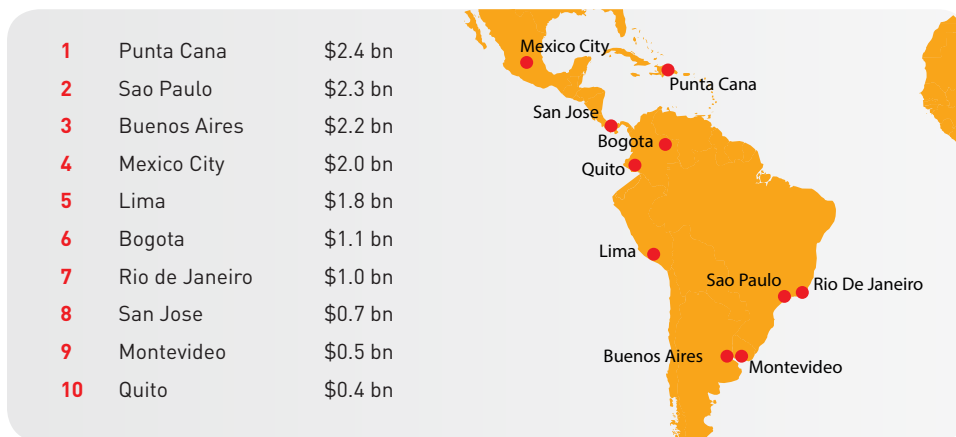 1 Punta Cana $2.4 bn
2 Sao Paulo $2.3 bn
3 Buenos Aires $2.2 bn
4 Mexico City $2.0 bn
5 Lima $1.8 bn
6 Bogota $1.1 bn
7 Rio de Janeiro $1.0 bn
8 San Jose $0.7 bn
9 Montevideo $0.5 bn
10 Quito $0.4 bn
Mexico City
Punta Cana
San Jose
Bogota
Quito
Lima
Sao Paulo
Rio De Janeiro
Buenos Aires
Montevideo